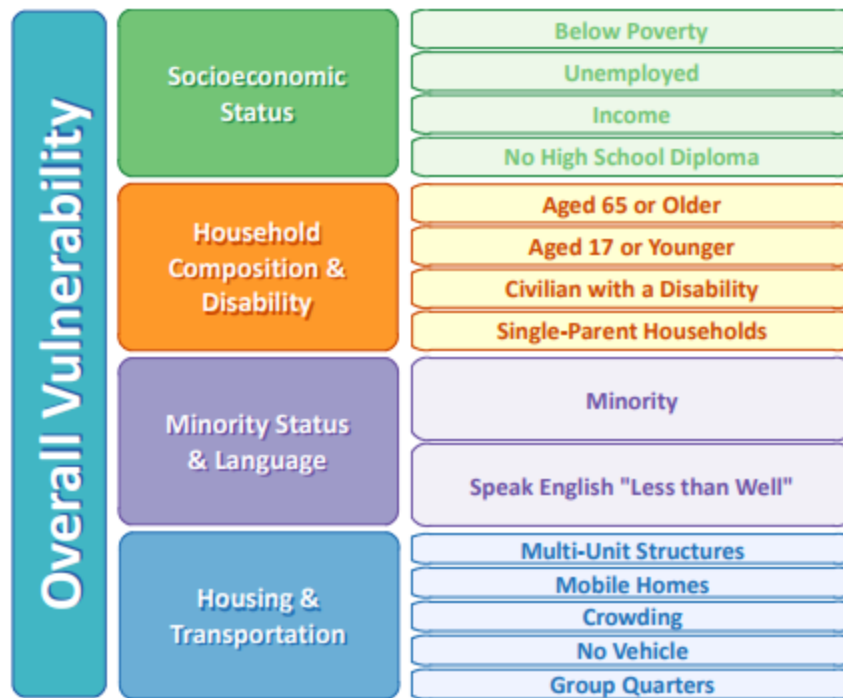 Overall Vulnerability
Socioeconomic
Status
Below Poverty
Unemployed
Income
No High School Diploma
Household
Composition &
Disability
Aged 65 or Older
Aged 17 or Younger
Civilian with a Disability
Single-Parent Households
Minority Status
& Language
Minority
Speak English "Less than Well"
Housing &
Transportation
Multi-Unit Structures
Mobile Homes
Crowding
No Vehicle
Group Quarters